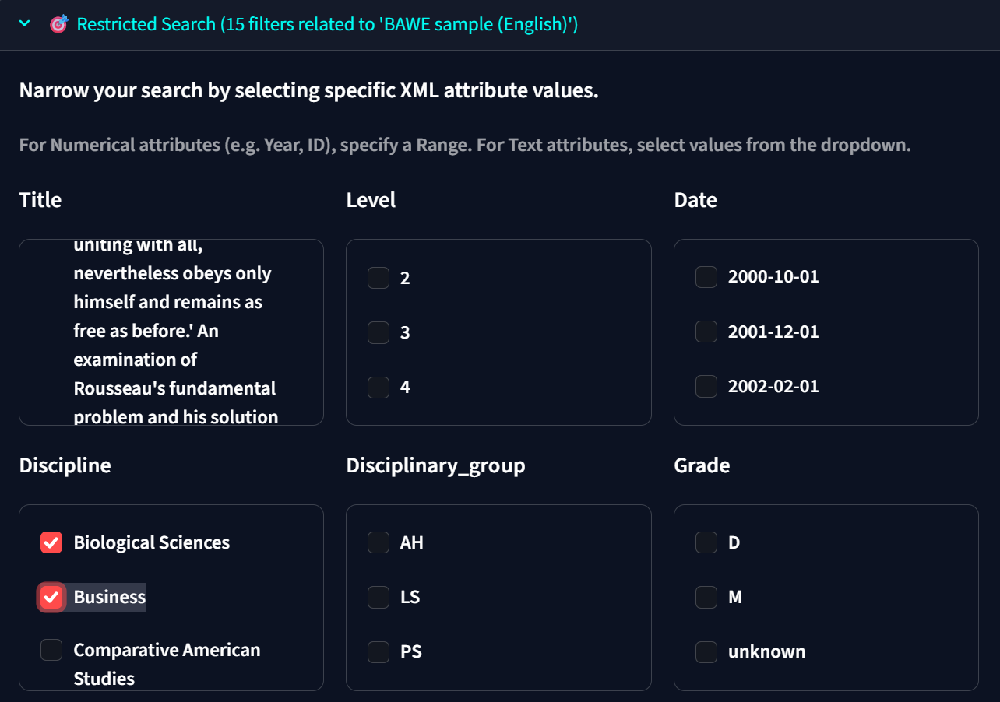 Restricted Search (15 filters related to 'BAWE sample (English)')
Narrow your search by selecting specific XML attribute values.
For Numerical attributes (e.g. Year, ID), specify a Range. For Text attributes, select values from the dropdown.
Title
Level
Date
uniting with all,
nevertheless obeys only
himself and remains as
free as before.' An
examination of
Rousseau's fundamental
problem and his solution
2
3
4
2000-10-01
2001-12-01
2002-02-01
Discipline
Disciplinary_group
Grade
Biological Sciences
Business
Comparative American
Studies
AH
LS
PS
D
M
unknown